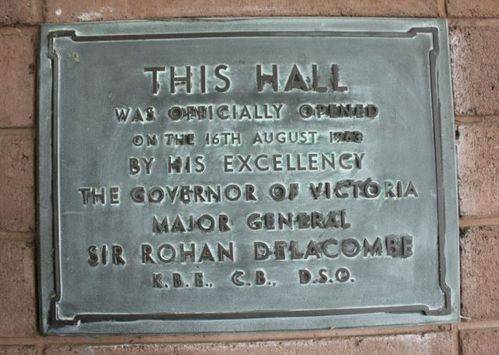 THIS HALL
WAS OFFICIALLY OPENED
ON THE 16TH AUGUST
BY HIS EXCELLENCY
THE GOVERNOR OF VICTORIA
MAJOR GENERAL
SIR ROHAN DELACOMBE
K.B.E., C.B., D.S.O.